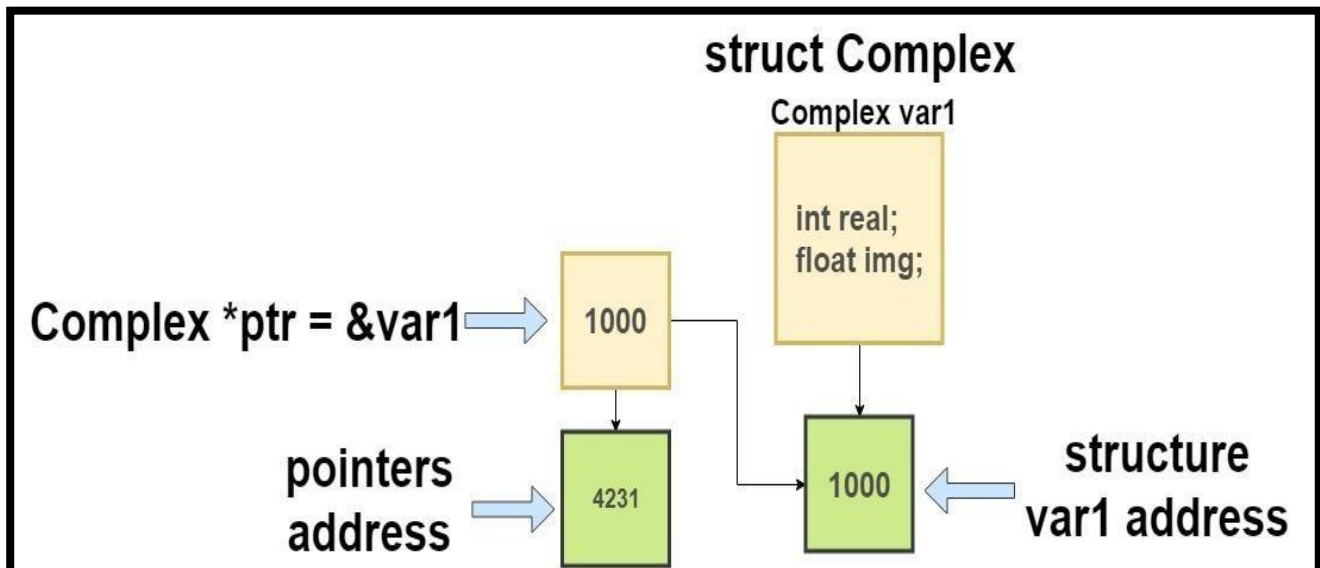 struct Complex
Complex var1
int real;
float img;
Complex *ptr = &var1
1000
pointers
address
4231
1000
structure
var1 address